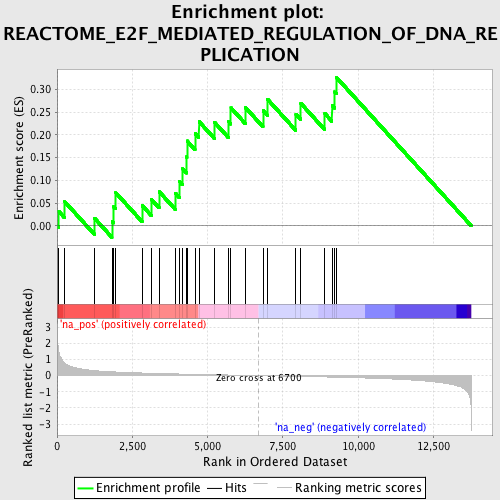 Enrichment plot:
REACTOME_E2F_MEDIATED_REGULATION_OF_DNA_RE
PLICATION
Enrichment score (ES)
0.30
0.25
0.20
0.15
0.10
0.05
0.00
'na_pos' (positively correlated)
Ranked list metric (PreRanked)
3
2
1
0
-1
-2
-3
Zero cross at 6700
'na_neg' (negatively correlated)
0
2,500
5,000
7,500
10,000
12,500
Rank in Ordered Dataset
Enrichment profile
Hits
Ranking metric scores